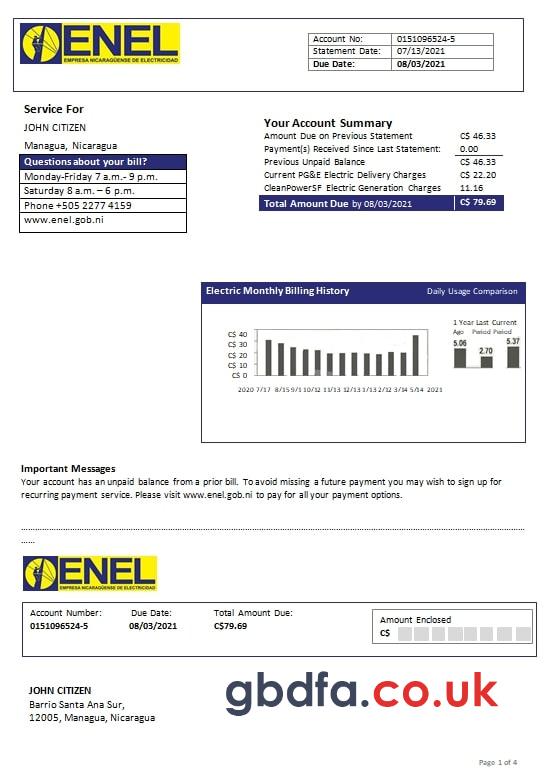 ENEL
EMPRESA NICARAGÜENSE DE ELECTRICIDAD
Account No: 0151096524-5
Statement Date: 07/13/2021
Due Date: 08/03/2021
Service For
JOHN CITIZEN
Managua, Nicaragua
Questions about your bill?
Monday-Friday 7 a.m.- 9 p.m.
Saturday 8 a.m. – 6 p.m.
Phone +505 2277 4159
www.enel.gob.ni
Your Account Summary
Amount Due on Previous Statement C$ 46.33
Payment(s) Received Since Last Statement: 0.00
Previous Unpaid Balance C$ 46.33
Current PG&E Electric Delivery Charges C$ 22.20
CleanPowerSF Electric Generation Charges 11.16
Total Amount Due by 08/03/2021 C$ 79.69
Electric Monthly Billing History Daily Usage Comparison
1 Year Last Current
Ago Period Period
5.06 2.70 5.37
C$ 40
C$ 30
C$ 20
C$ 10
C$ 0
2020 7/17 8/15 9/1 10/12 11/13 12/13 1/13 2/12 3/14 5/14 2021
Important Messages
Your account has an unpaid balance from a prior bill. To avoid missing a future payment you may wish to sign up for
recurring payment service. Please visit www.enel.gob.ni to pay for all your payment options.
ENEL
EMPRESA NICARAGÜENSE DE ELECTRICIDAD
Account Number: Due Date: Total Amount Due:
0151096524-5 08/03/2021 C$79.69
Amount Enclosed
C$
JOHN CITIZEN
Barrio Santa Ana Sur,
12005, Managua, Nicaragua
gbdfa.co.uk
Page 1 of 4